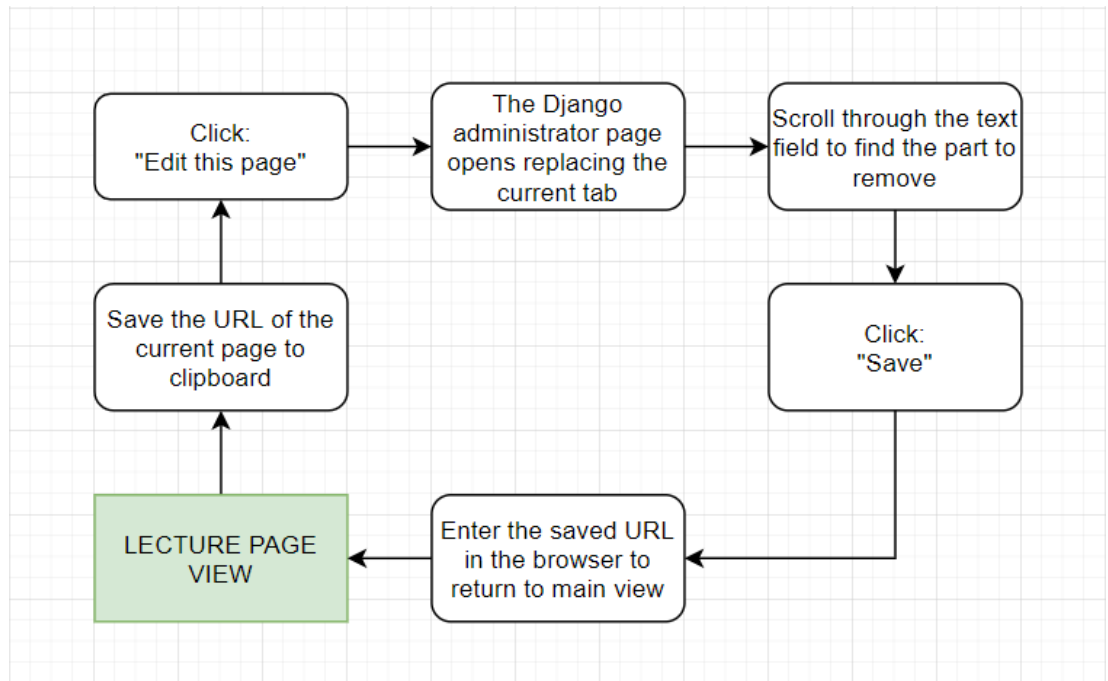 Click:
"Edit this page"
The Django
administrator page
opens replacing the
current tab
Scroll through the text
field to find the part to
remove
Save the URL of the
current page to
clipboard
Click:
"Save"
LECTURE PAGE
VIEW
Enter the saved URL
in the browser to
return to main view